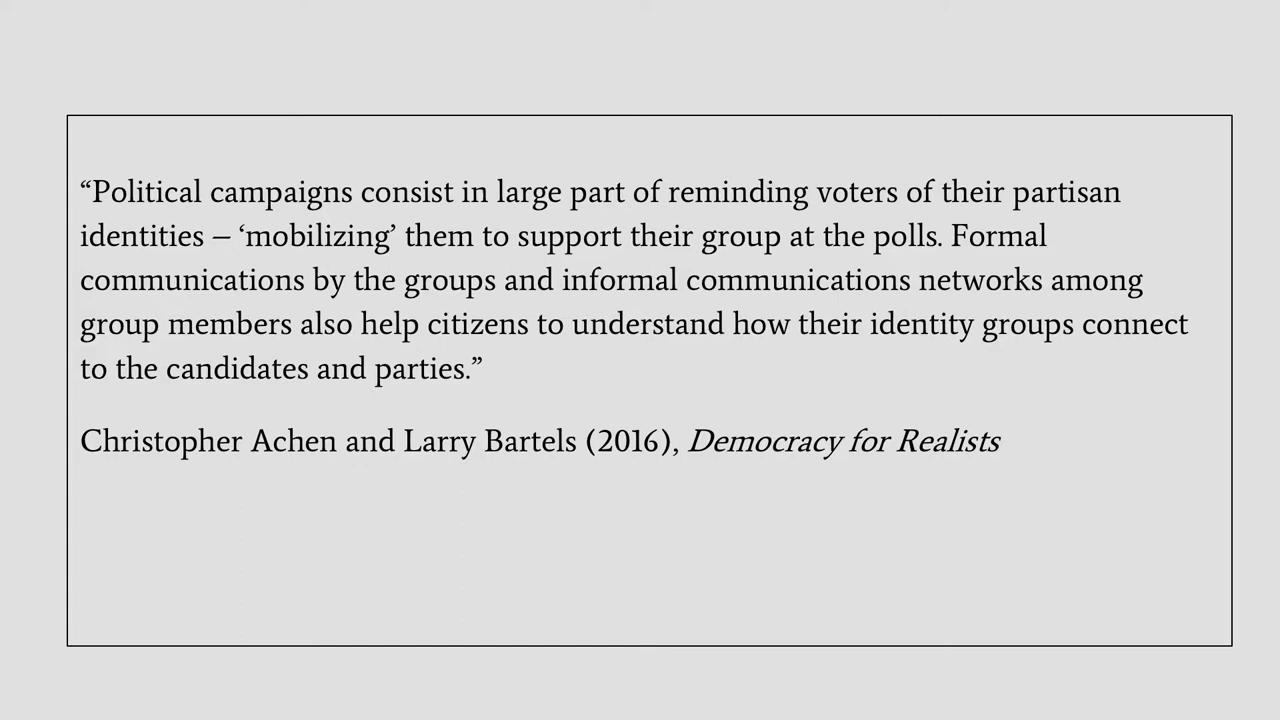 “Political campaigns consist in large part of reminding voters of their partisan
identities – ‘mobilizing’ them to support their group at the polls. Formal
communications by the groups and informal communications networks among
group members also help citizens to understand how their identity groups connect
to the candidates and parties.”
Christopher Achen and Larry Bartels (2016), Democracy for Realists